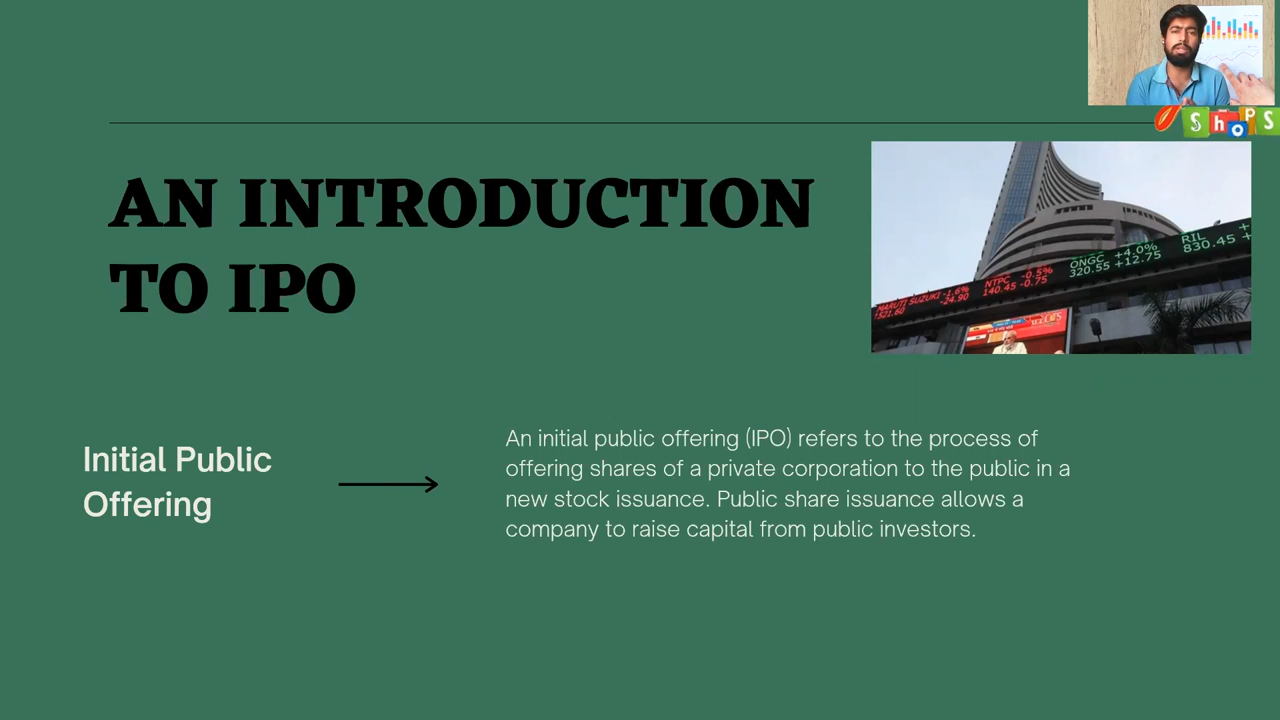 ShoPS
AN INTRODUCTION
TO IPO
MARUTI SUZUKI -1.6%
-24.90
NTPC -0.5%
140.45 -0.75
ONGC +4.0%
320.55 +12.75
RIL +
830.45 +
Initial Public
Offering
An initial public offering (IPO) refers to the process of
offering shares of a private corporation to the public in a
new stock issuance. Public share issuance allows a
company to raise capital from public investors.